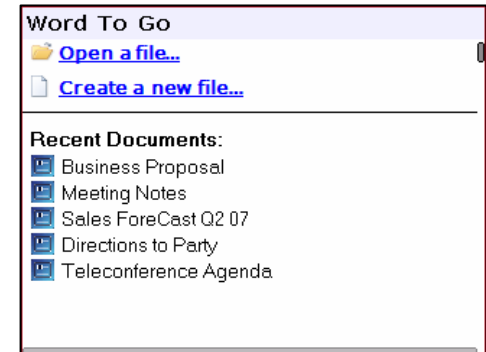 Word To Go
Open a file...
Create a new file...
Recent Documents:
Business Proposal
Meeting Notes
Sales ForeCast Q2 07
Directions to Party
Teleconference Agenda